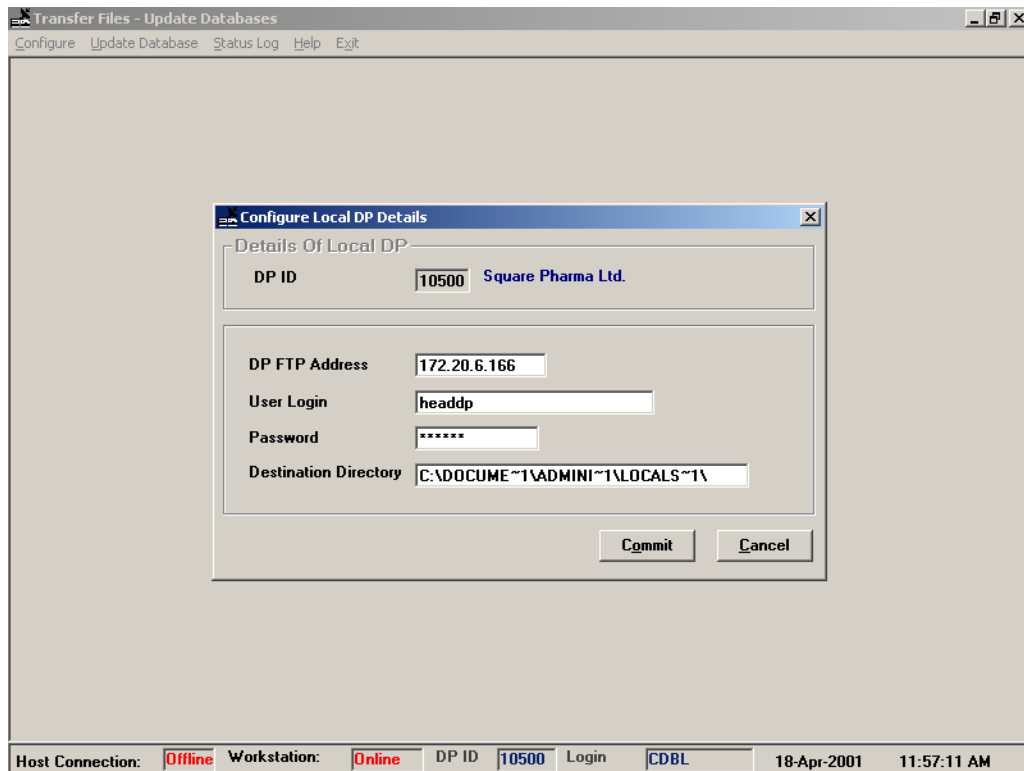 Transfer Files - Update Databases
Configure Update Database Status Log Help Exit
Configure Local DP Details
Details Of Local DP
DP ID 10500 Square Pharma Ltd.
DP FTP Address 172.20.6.166
User Login headdp
Password ******
Destination Directory C:\DOCUME~1\ADMINI~1\LOCALS~1\
Commit Cancel
Host Connection: Offline Workstation: Online DP ID 10500 Login CDBL 18-Apr-2001 11:57:11 AM